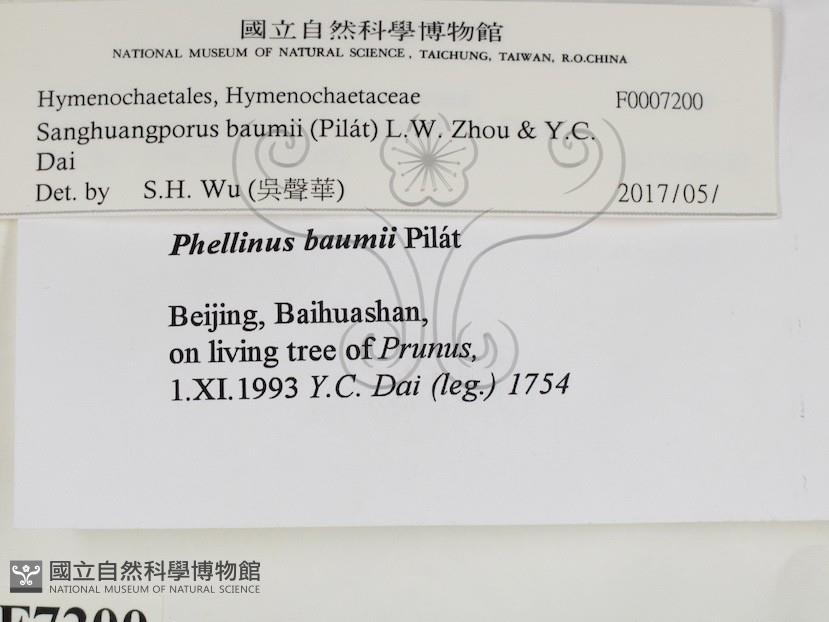 國立自然科學博物館
NATIONAL MUSEUM OF NATURAL SCIENCE, TAICHUNG, TAIWAN, R.O.CHINA
Hymenochaetales, Hymenochaetaceae F0007200
Sanghuangporus baumii (Pilát) L.W. Zhou & Y.C.
Dai
Det. by S.H. Wu (吳聲華) 2017/05/
Phellinus baumii Pilát
Beijing, Baihuashan,
on living tree of Prunus,
1.XI.1993 Y.C. Dai (leg.) 1754
國立自然科學博物館
NATIONAL MUSEUM OF NATURAL SCIENCE
F7200